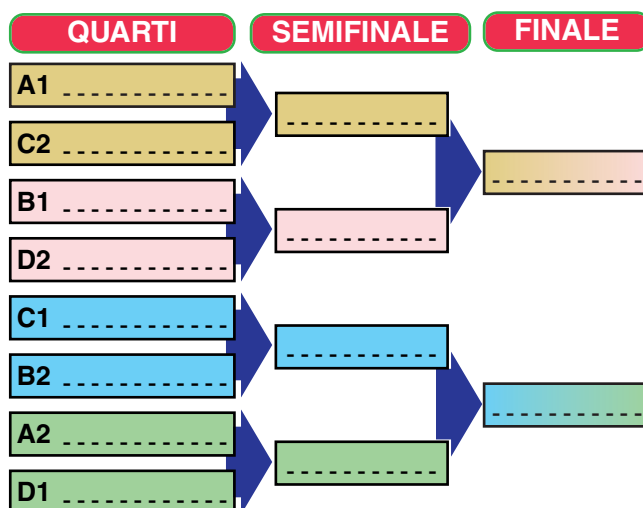 QUARTI SEMIFINALE FINALE
A1 _ _ _ _ _ _ _ _ _ _ _
C2 _ _ _ _ _ _ _ _ _ _ _
B1 _ _ _ _ _ _ _ _ _ _ _
D2 _ _ _ _ _ _ _ _ _ _ _
C1 _ _ _ _ _ _ _ _ _ _ _
B2 _ _ _ _ _ _ _ _ _ _ _
A2 _ _ _ _ _ _ _ _ _ _ _
D1 _ _ _ _ _ _ _ _ _ _ _